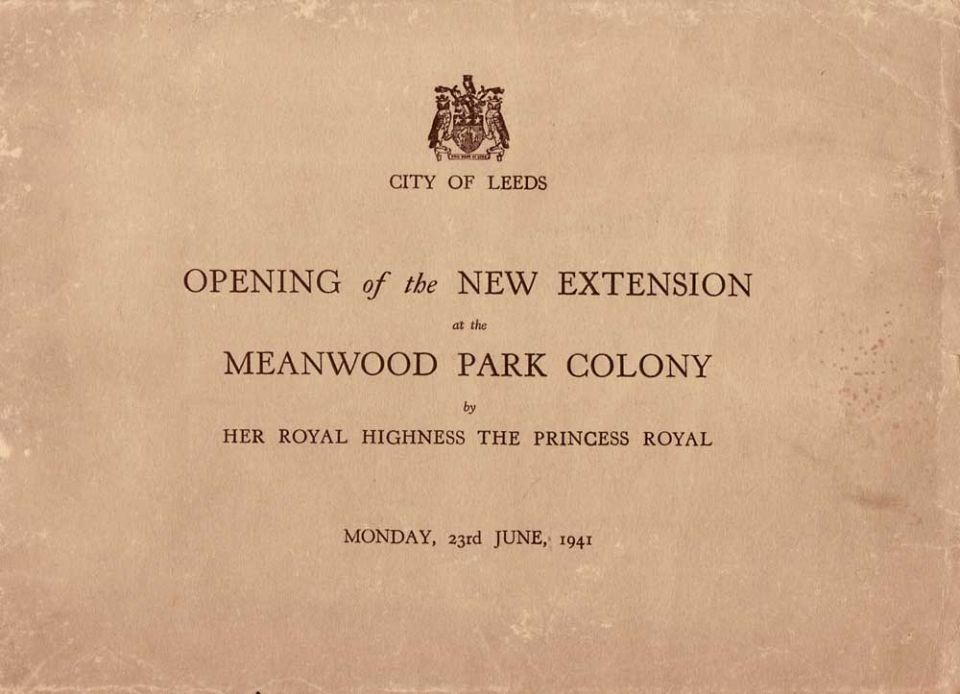 CITY OF LEEDS
OPENING of the NEW EXTENSION
at the
MEANWOOD PARK COLONY
by
HER ROYAL HIGHNESS THE PRINCESS ROYAL
MONDAY, 23rd JUNE, 1941